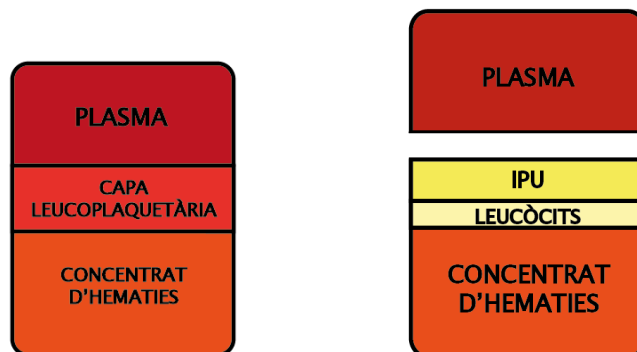 PLASMA
CAPA
LEUCOPLAQUETÀRIA
CONCENTRAT
D'HEMATIES
PLASMA
IPU
LEUCÒCITS
CONCENTRAT
D'HEMATIES